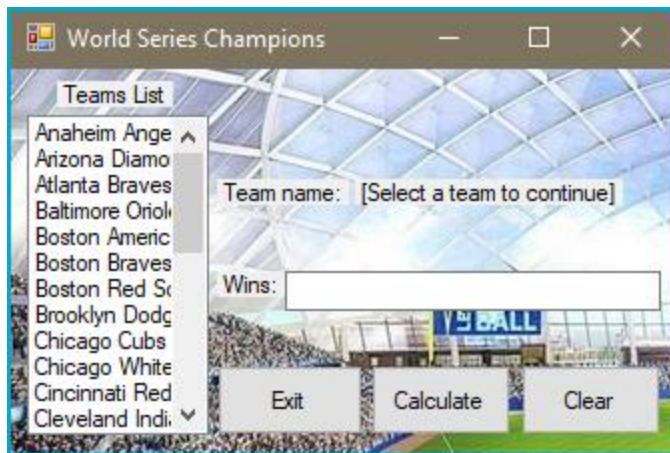 World Series Champions
Teams List
Anaheim Ange
Arizona Diamo
Atlanta Braves
Baltimore Oriol
Boston Americ
Boston Braves
Boston Red So
Brooklyn Dodg
Chicago Cubs
Chicago White
Cincinnati Red
Cleveland Indi
Team name: [Select a team to continue]
Wins:
BALL
Exit Calculate Clear